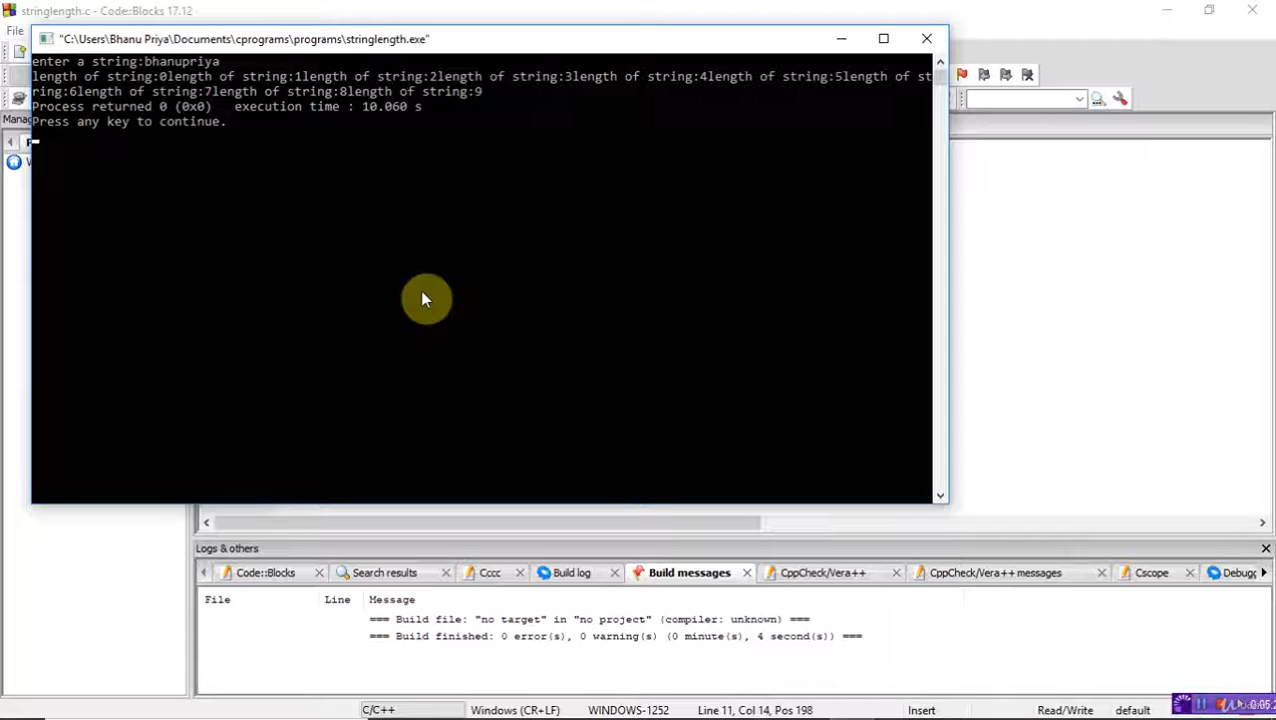 stringlength.c - Code::Blocks 17.12
File
"C:\Users\Bhanu Priya\Documents\cprograms\programs\stringlength.exe"
enter a string:bhanupriya
length of string:0length of string:1length of string:2length of string:3length of string:4length of string:5length of st
ring:6length of string:7length of string:8length of string:9
Process returned 0 (0x0)   execution time : 10.060 s
Press any key to continue.
Mana
Logs & others
Code::Blocks Search results Cccc Build log Build messages CppCheck/Vera++ CppCheck/Vera++ messages Cscope Debugg
File Line Message
=== Build file: "no target" in "no project" (compiler: unknown) ===
=== Build finished: 0 error(s), 0 warning(s) (0 minute(s), 4 second(s)) ===
C/C++ Windows (CR+LF) WINDOWS-1252 Line 11, Col 14, Pos 198 Insert Read/Write default